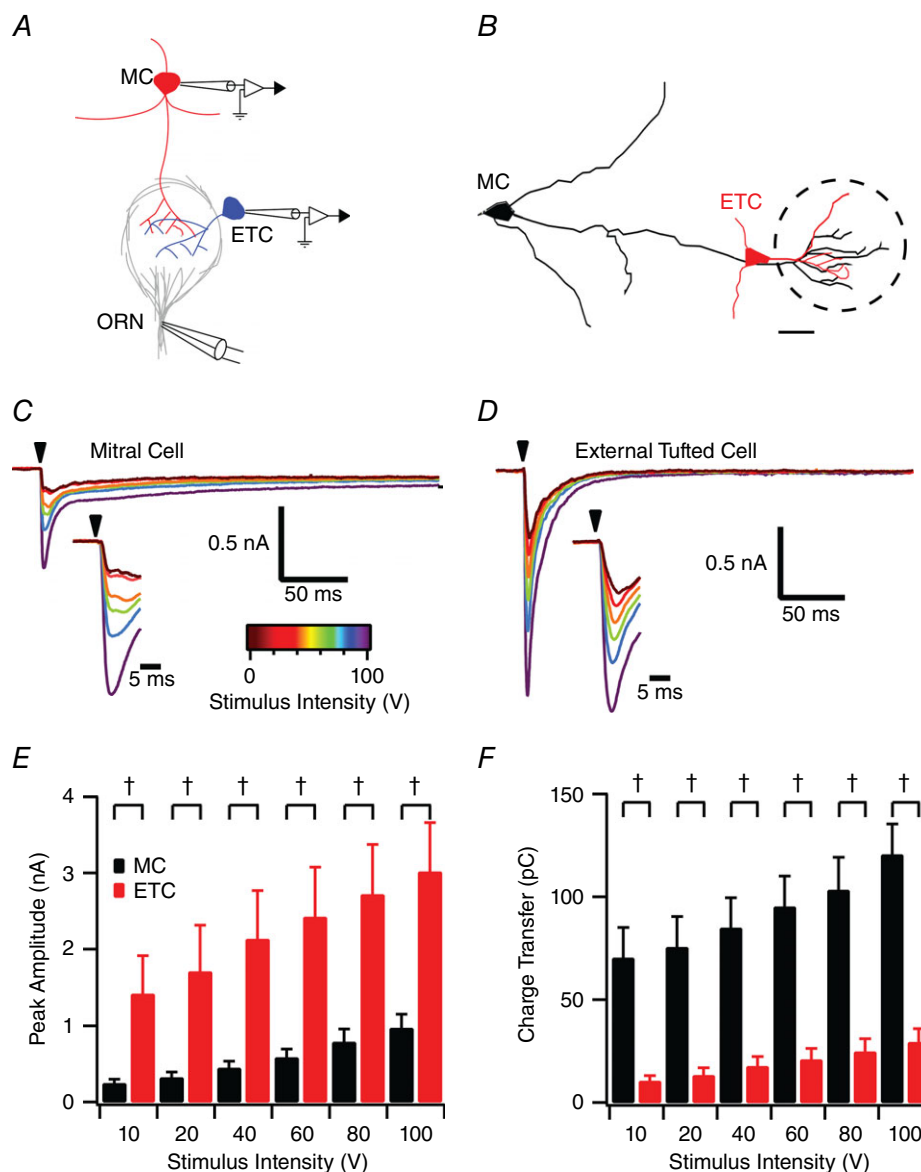 A
MC
ETC
ORN
B
MC
ETC
C
Mitral Cell
0.5 nA
50 ms
5 ms
0 100
Stimulus Intensity (V)
D
External Tufted Cell
0.5 nA
50 ms
5 ms
E
† † † † † †
4
3
2
1
0
Peak Amplitude (nA)
MC
ETC
10 20 40 60 80 100
Stimulus Intensity (V)
F
† † † † † †
150
100
50
0
Charge Transfer (pC)
10 20 40 60 80 100
Stimulus Intensity (V)